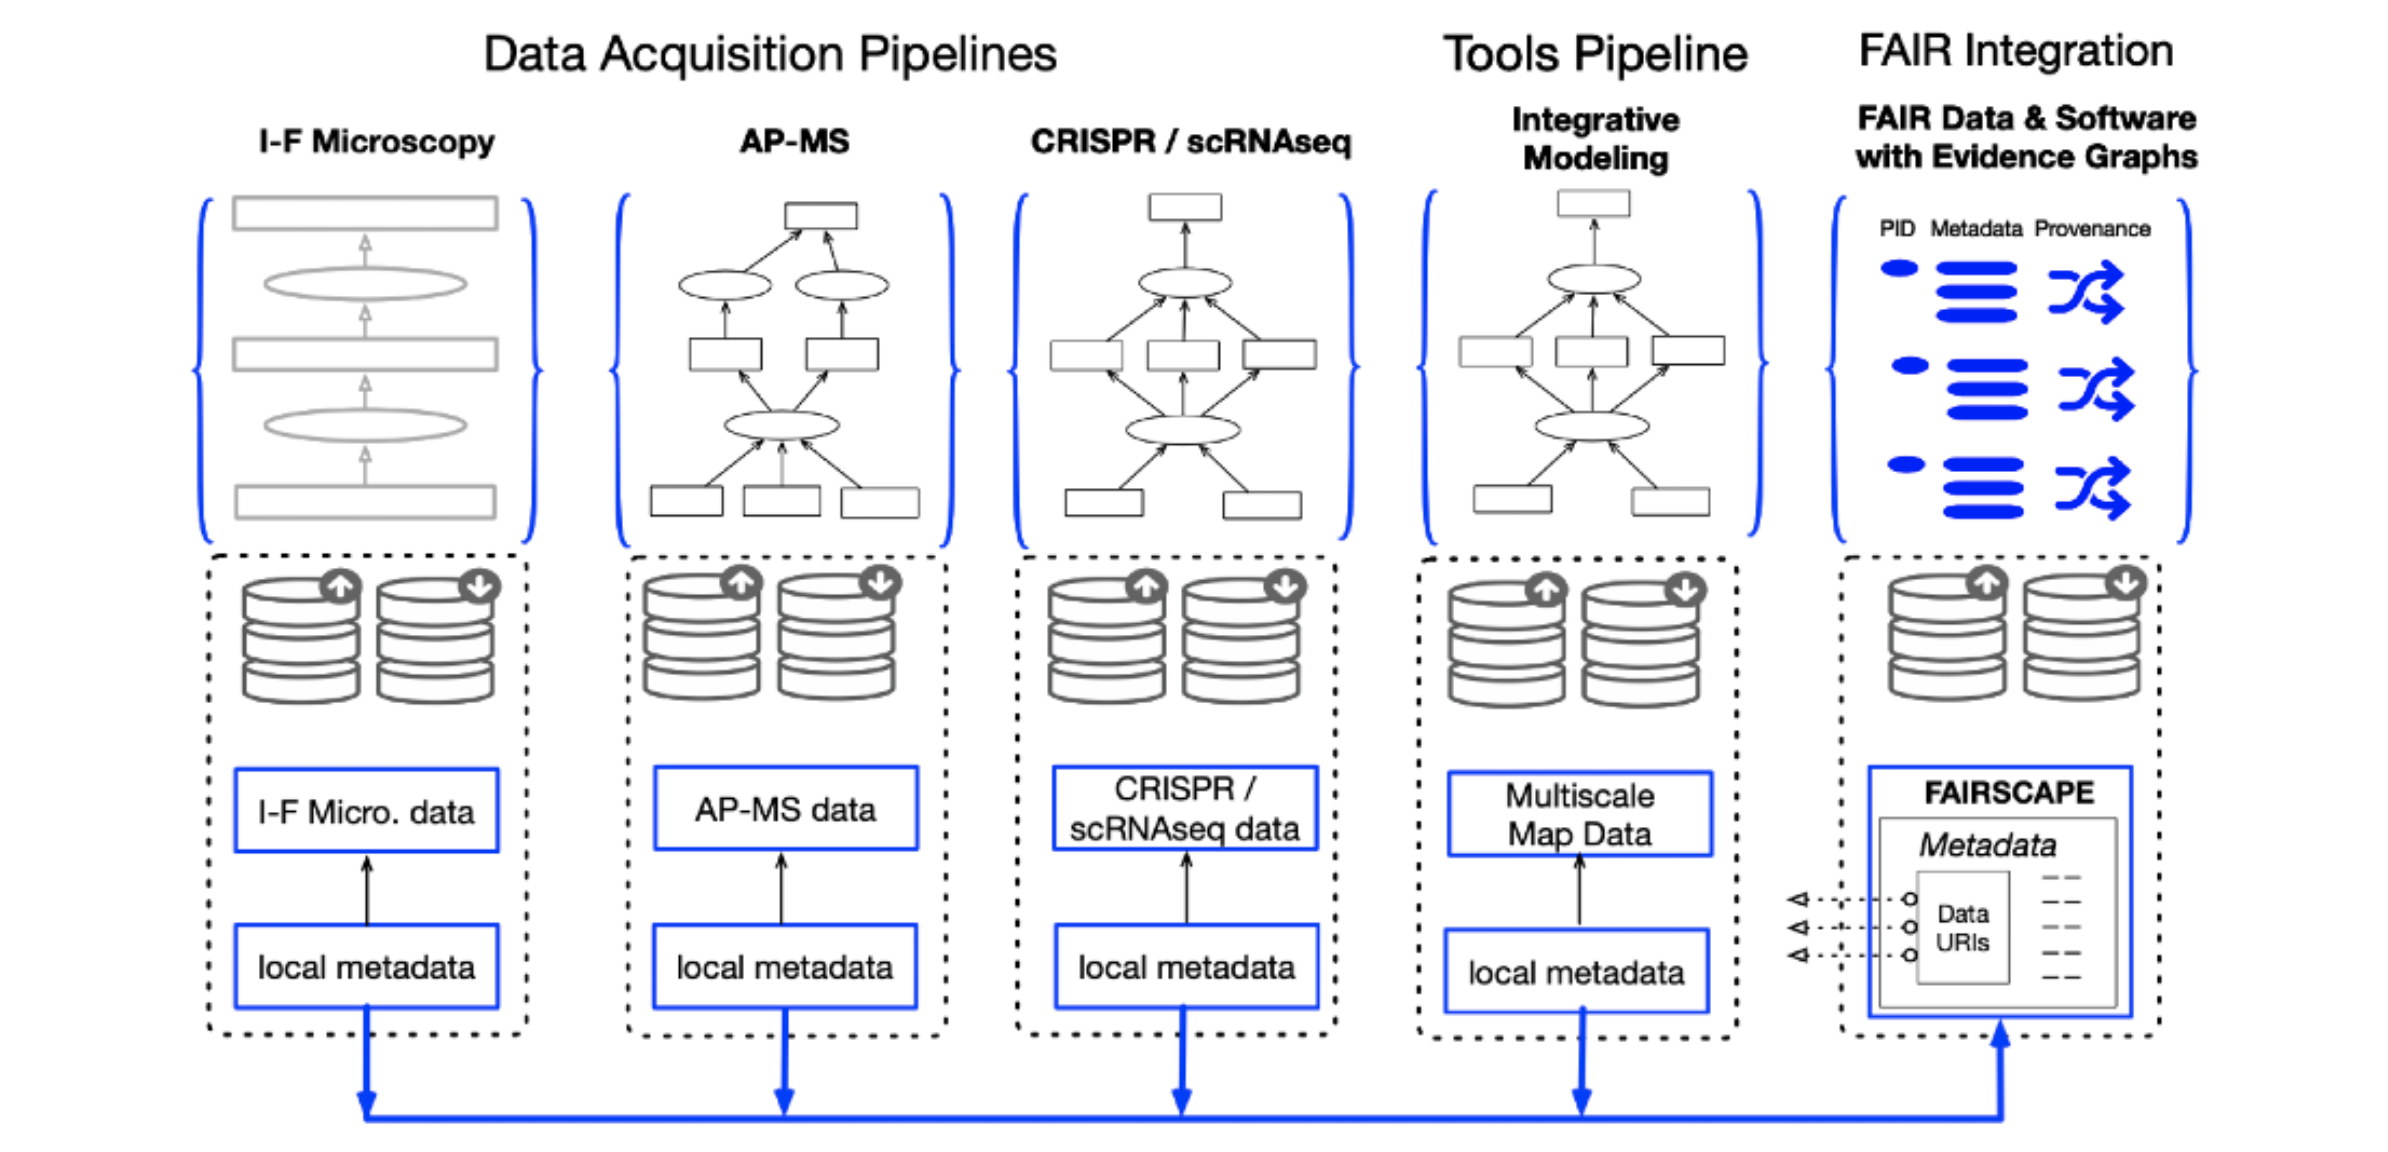 Data Acquisition Pipelines
Tools Pipeline
FAIR Integration
I-F Microscopy
AP-MS
CRISPR / scRNAseq
Integrative
Modeling
FAIR Data & Software
with Evidence Graphs
PID Metadata Provenance
I-F Micro. data
AP-MS data
CRISPR /
scRNAseq data
Multiscale
Map Data
FAIRSCAPE
Metadata
Data
URIs
local metadata
local metadata
local metadata
local metadata